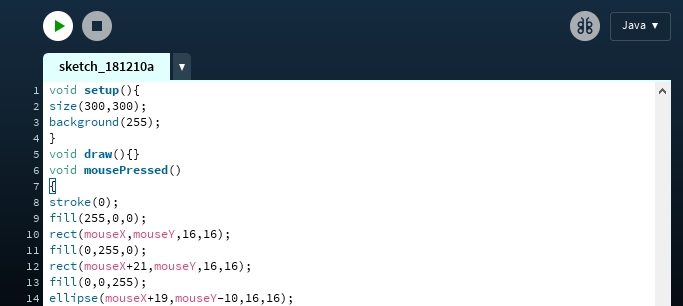 Java ▼
sketch_181210a ▼
1 void setup(){
2 size(300,300);
3 background(255);
4 }
5 void draw(){}
6 void mousePressed()
7 {
8 stroke(0);
9 fill(255,0,0);
10 rect(mouseX,mouseY,16,16);
11 fill(0,255,0);
12 rect(mouseX+21,mouseY,16,16);
13 fill(0,0,255);
14 ellipse(mouseX+19,mouseY-10,16,16);